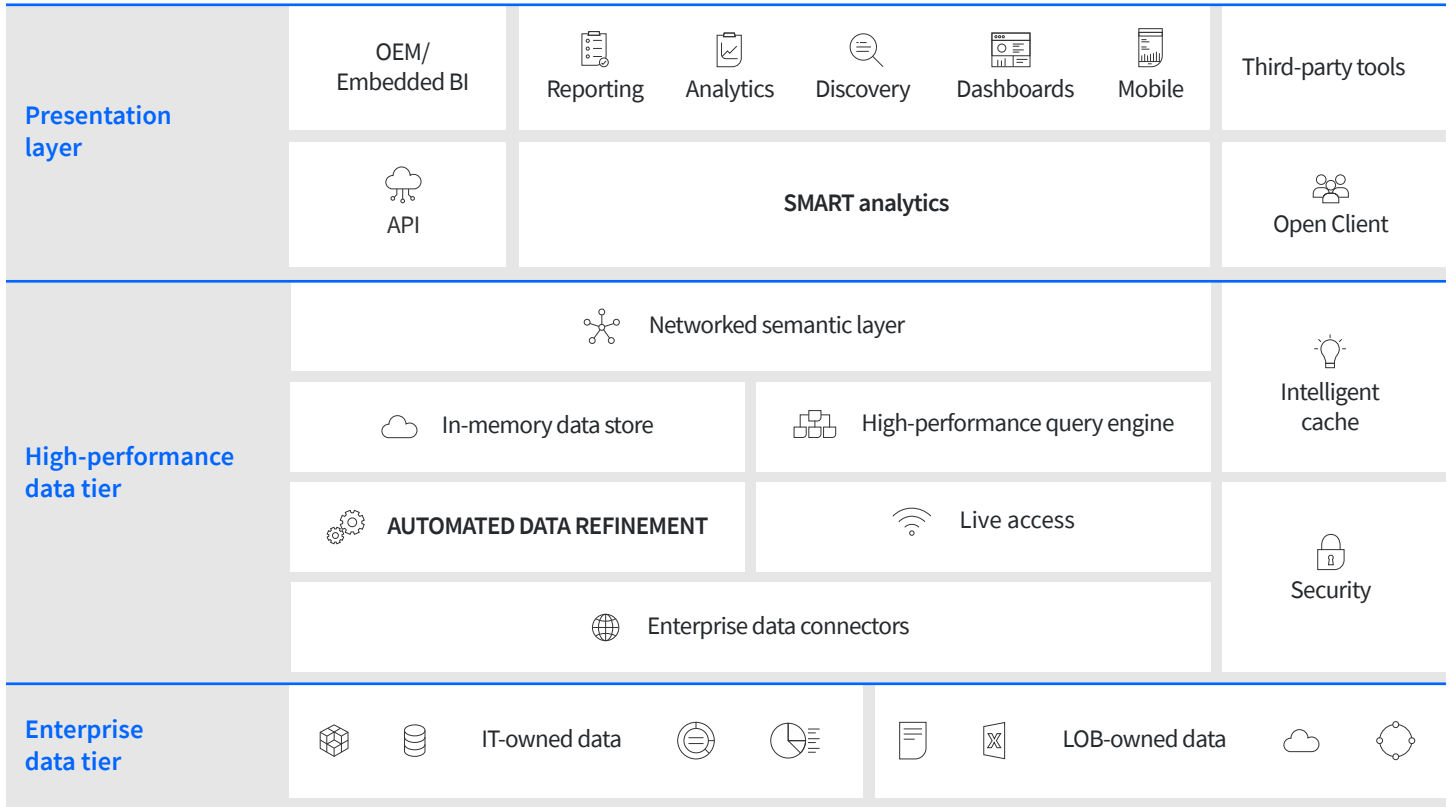 Presentation
layer
OEM/
Embedded BI
Reporting
Analytics
Discovery
Dashboards
Mobile
Third-party tools
API
SMART analytics
Open Client
High-performance
data tier
Networked semantic layer
In-memory data store
High-performance query engine
Intelligent
cache
AUTOMATED DATA REFINEMENT
Live access
Security
Enterprise data connectors
Enterprise
data tier
IT-owned data
X
LOB-owned data